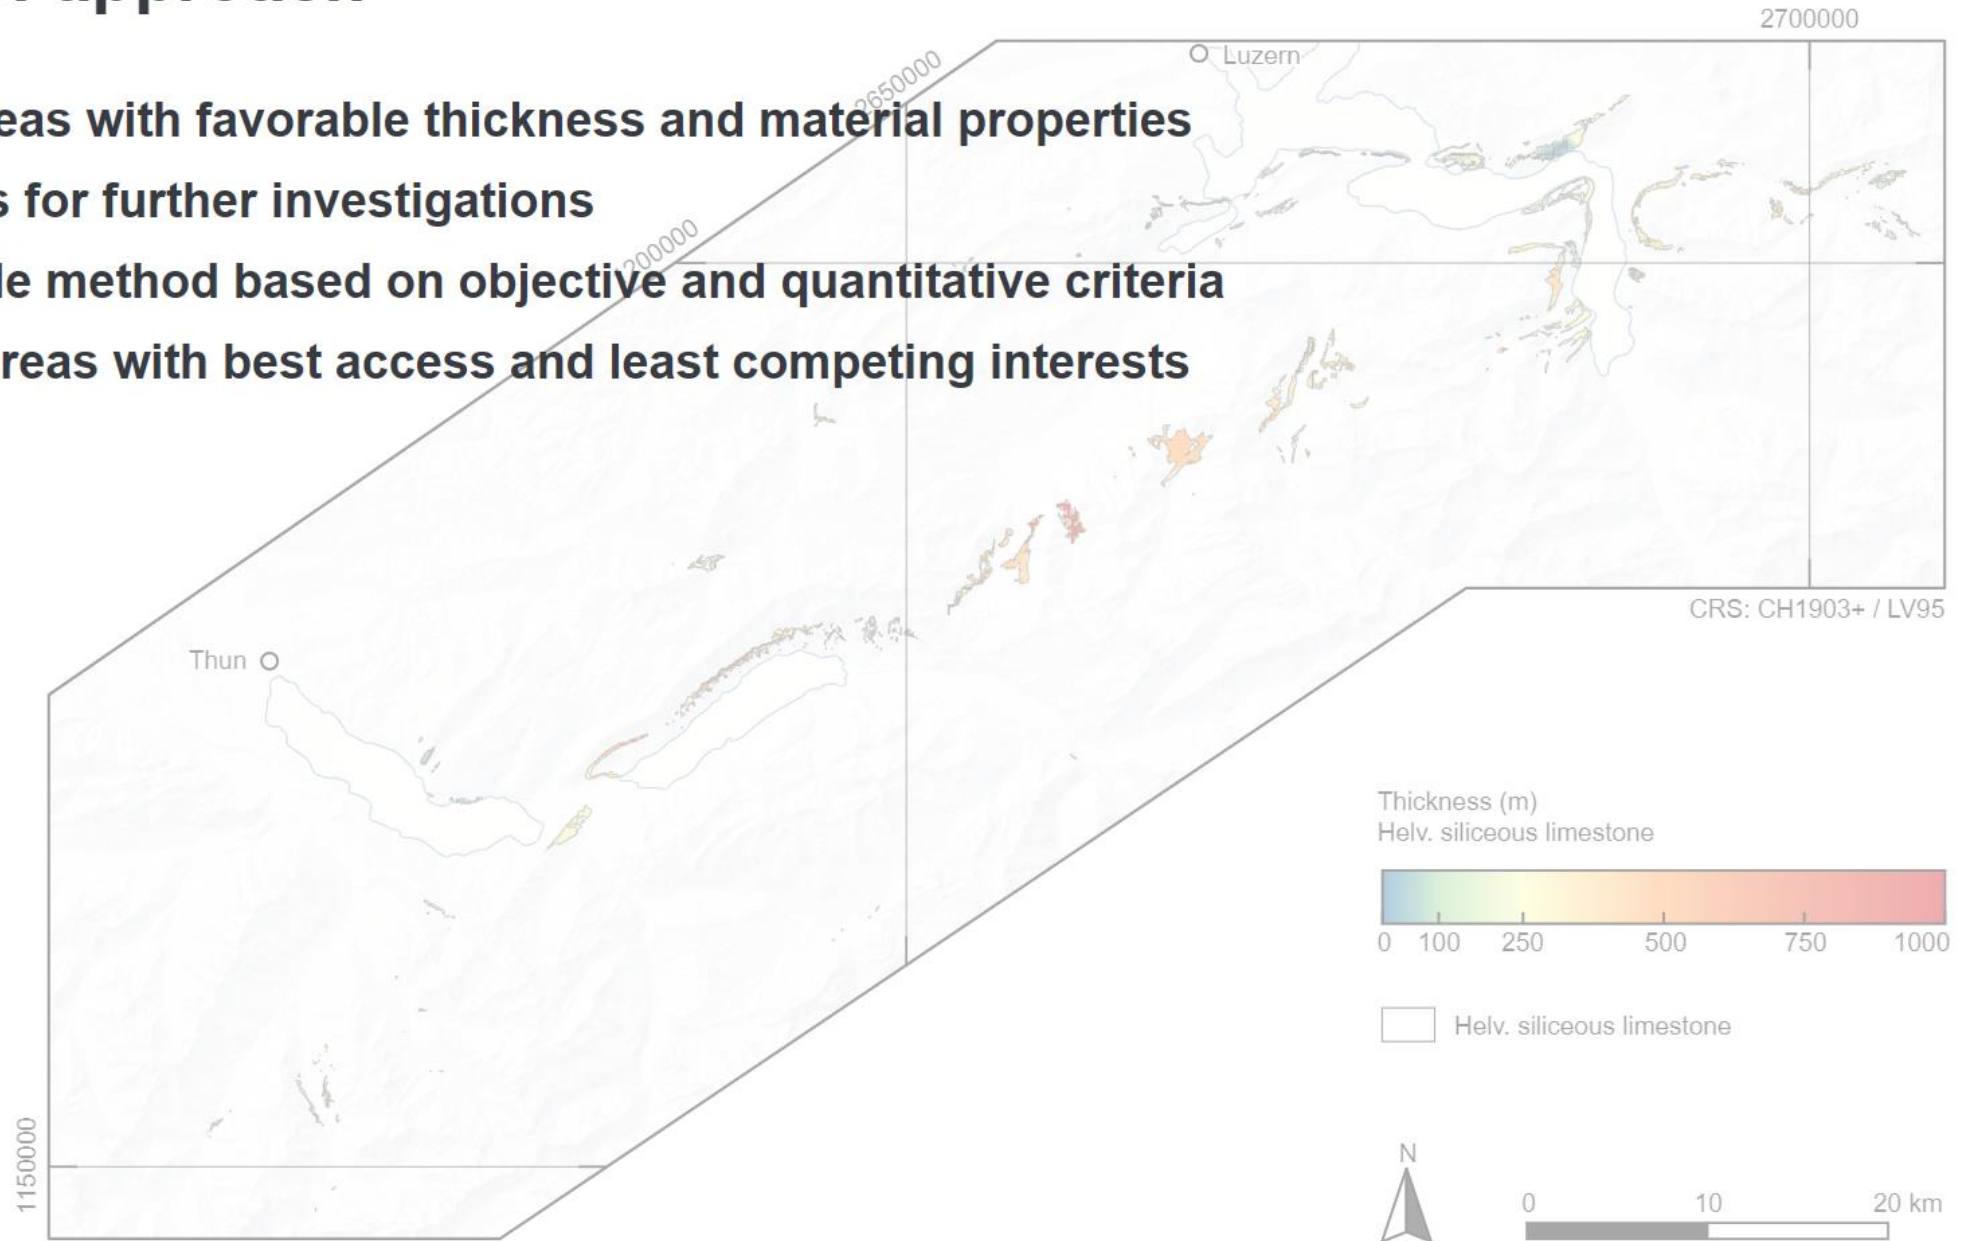 approach
2700000
Luzern
2650000
eas with favorable thickness and material properties
s for further investigations
200000
le method based on objective and quantitative criteria
reas with best access and least competing interests
CRS: CH1903+ / LV95
Thun
Thickness (m)
Helv. siliceous limestone
0 100 250 500 750 1000
Helv. siliceous limestone
1150000
N
0 10 20 km